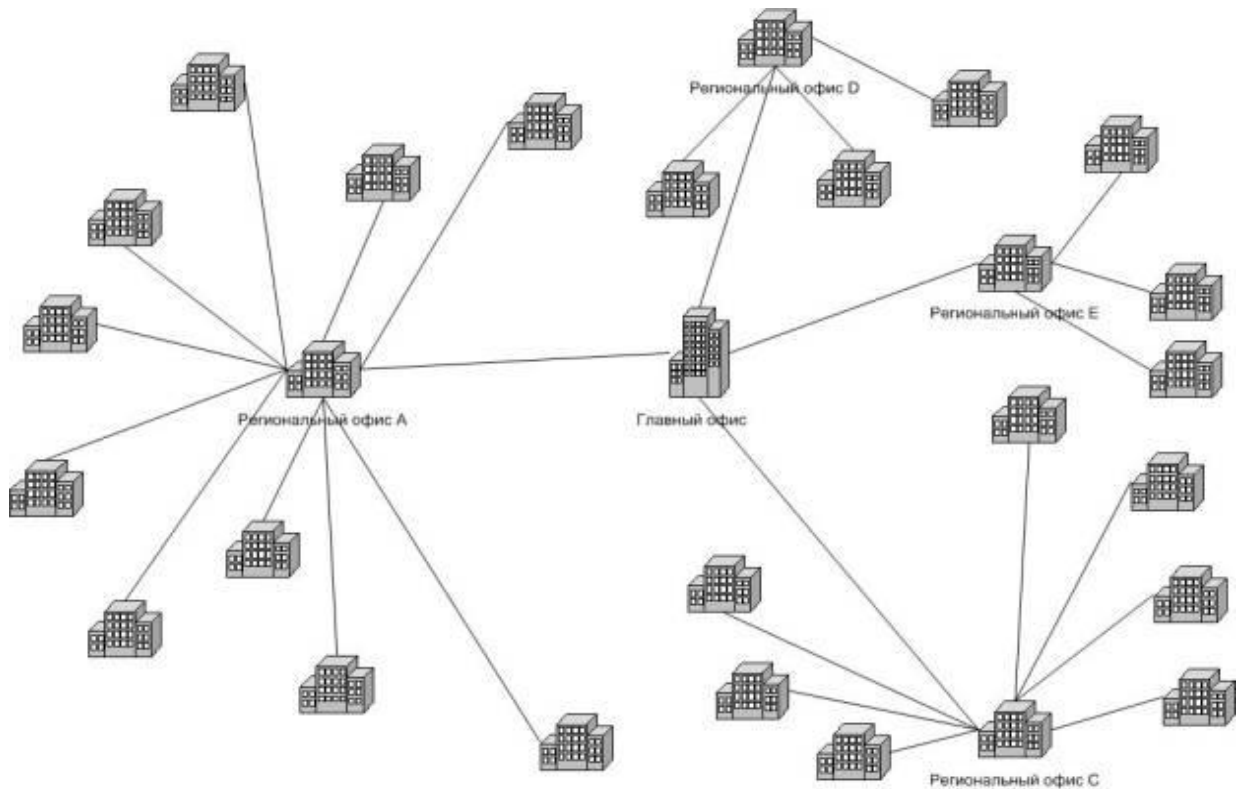 Региональный офис D
Региональный офис E
Региональный офис A
Главный офис
Региональный офис C